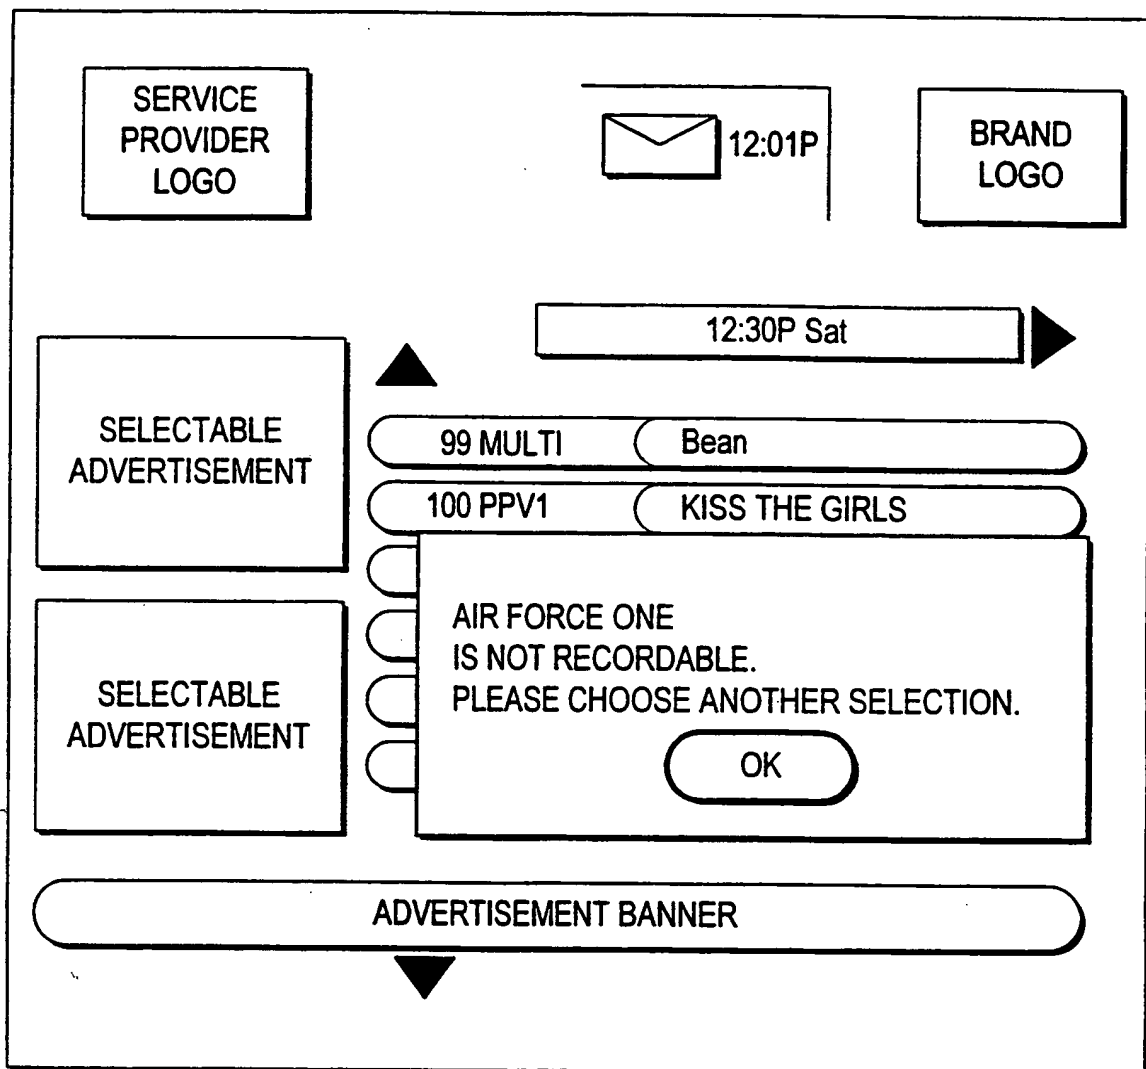 SERVICE
PROVIDER
LOGO
12:01P
BRAND
LOGO
12:30P Sat
SELECTABLE
ADVERTISEMENT
99 MULTI Bean
100 PPV1 KISS THE GIRLS
AIR FORCE ONE
IS NOT RECORDABLE.
PLEASE CHOOSE ANOTHER SELECTION.
OK
SELECTABLE
ADVERTISEMENT
ADVERTISEMENT BANNER